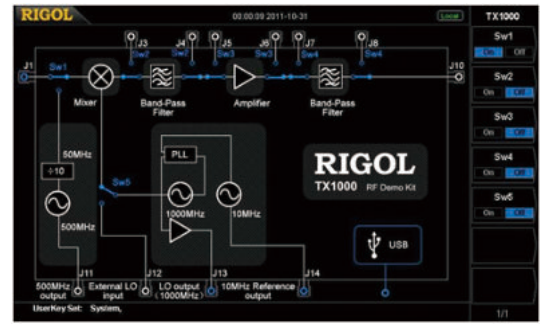 RIGOL 00:00:09 2011-10-31 Local TX1000
Sw1
On Off
Sw2
On Off
Sw3
On Off
Sw4
On Off
Sw5
On Off
J3 J4 J5 J6 J7 J8
Sw2 Sw2 Sw3 Sw3 Sw4 Sw4
J1 Sw1 J10
Mixer Band-Pass Filter Amplifier Band-Pass Filter
50MHz
÷10
500MHz
Sw5
PLL
1000MHz 10MHz
RIGOL
TX1000 RF Demo Kit
USB
J11 J12 J13 J14
500MHz output External LO input LO output (1000MHz) 10MHz Reference output
UserKey Set: System, 1/1